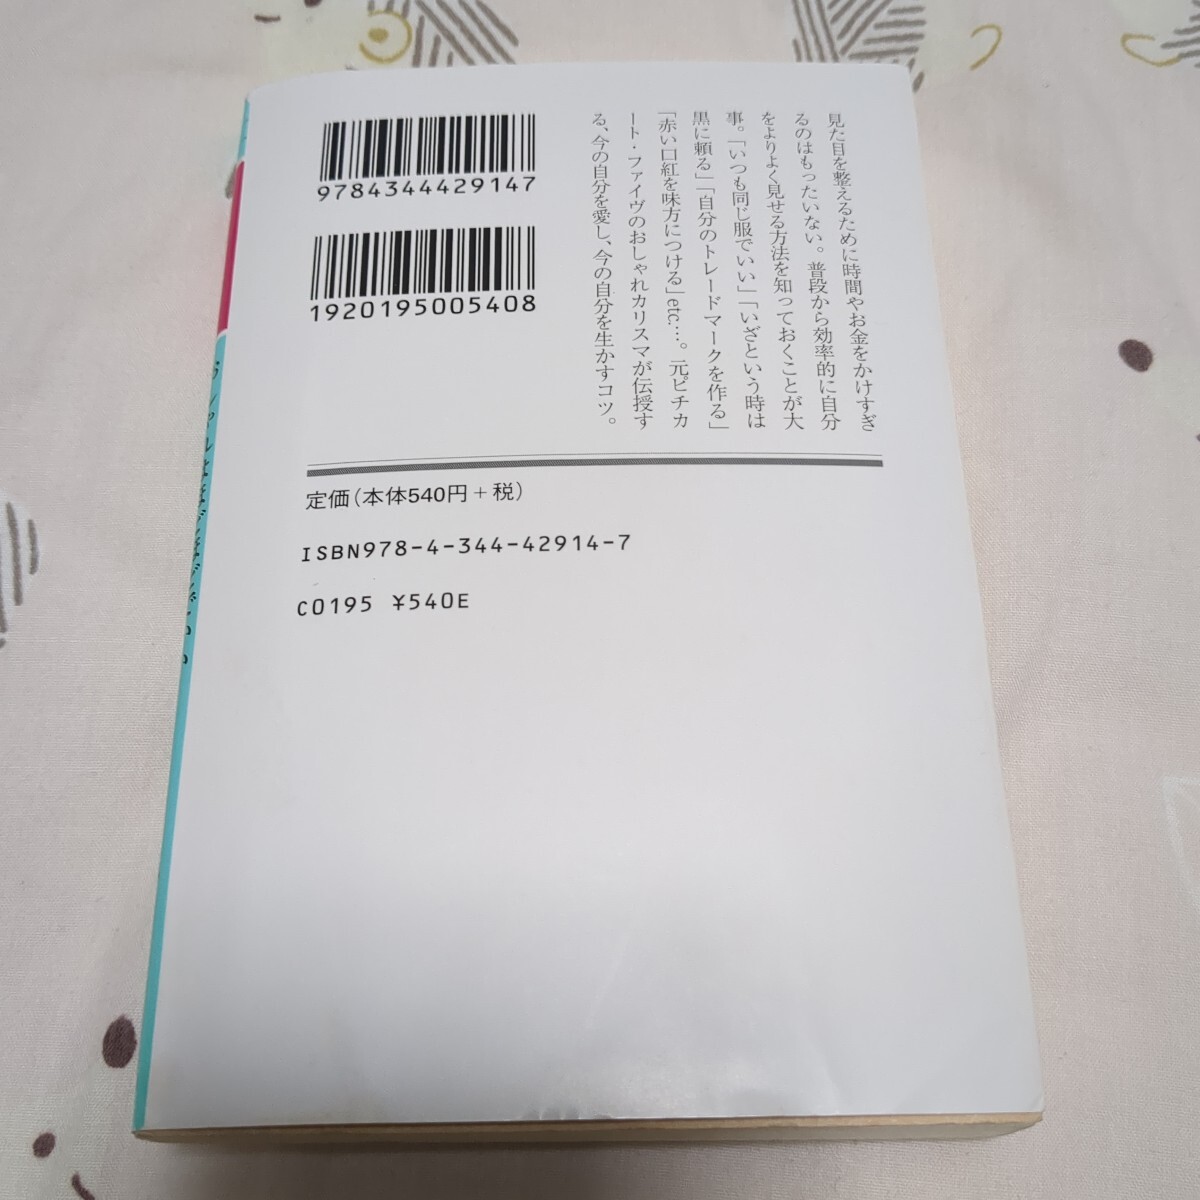 9784344429147
1920195005408
見た目を整えるために時間やお金をかけすぎ
るのはもったいない。普段から効率的に自分
をよりよく見せる方法を知っておくことが大
事。「いつも同じ服でいい」「いざという時は
黒に頼る」「自分のトレードマークを作る」
「赤い口紅を味方につける」etc…。元ピチカ
ート・ファイヴのおしゃれカリスマが伝授す
る、今の自分を愛し、今の自分を生かすコツ。
定価(本体540円+税)
ISBN978-4-344-42914-7
C0195 ¥540E